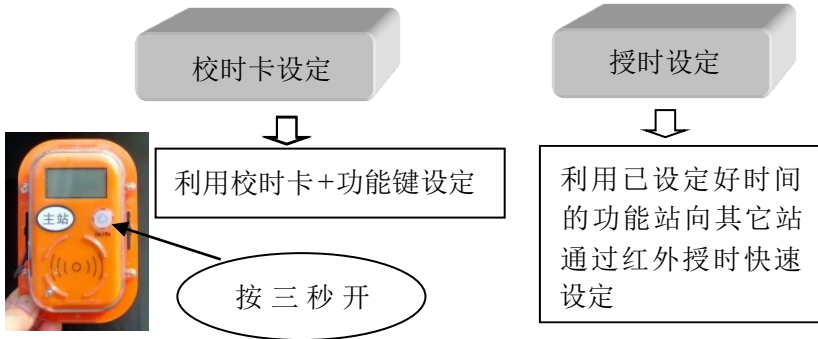 校时卡设定
授时设定
利用校时卡+功能键设定
利用已设定好时间
的功能站向其它站
通过红外授时快速
设定
主站
按三秒开